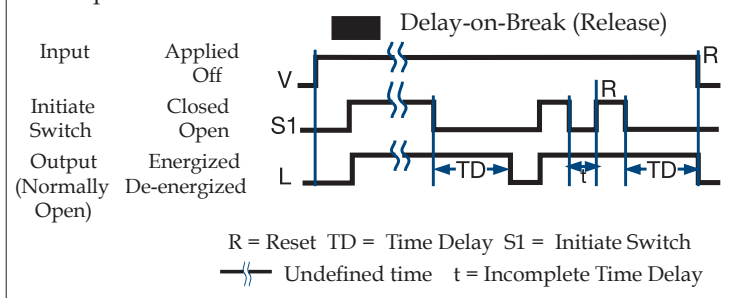 Delay-on-Break (Release)
Input Applied
Off
V
R
Initiate Closed
Switch Open
S1
R
Output Energized
(Normally De-energized
Open)
L
TD
t
TD
R = Reset TD = Time Delay S1 = Initiate Switch
Undefined time t = Incomplete Time Delay